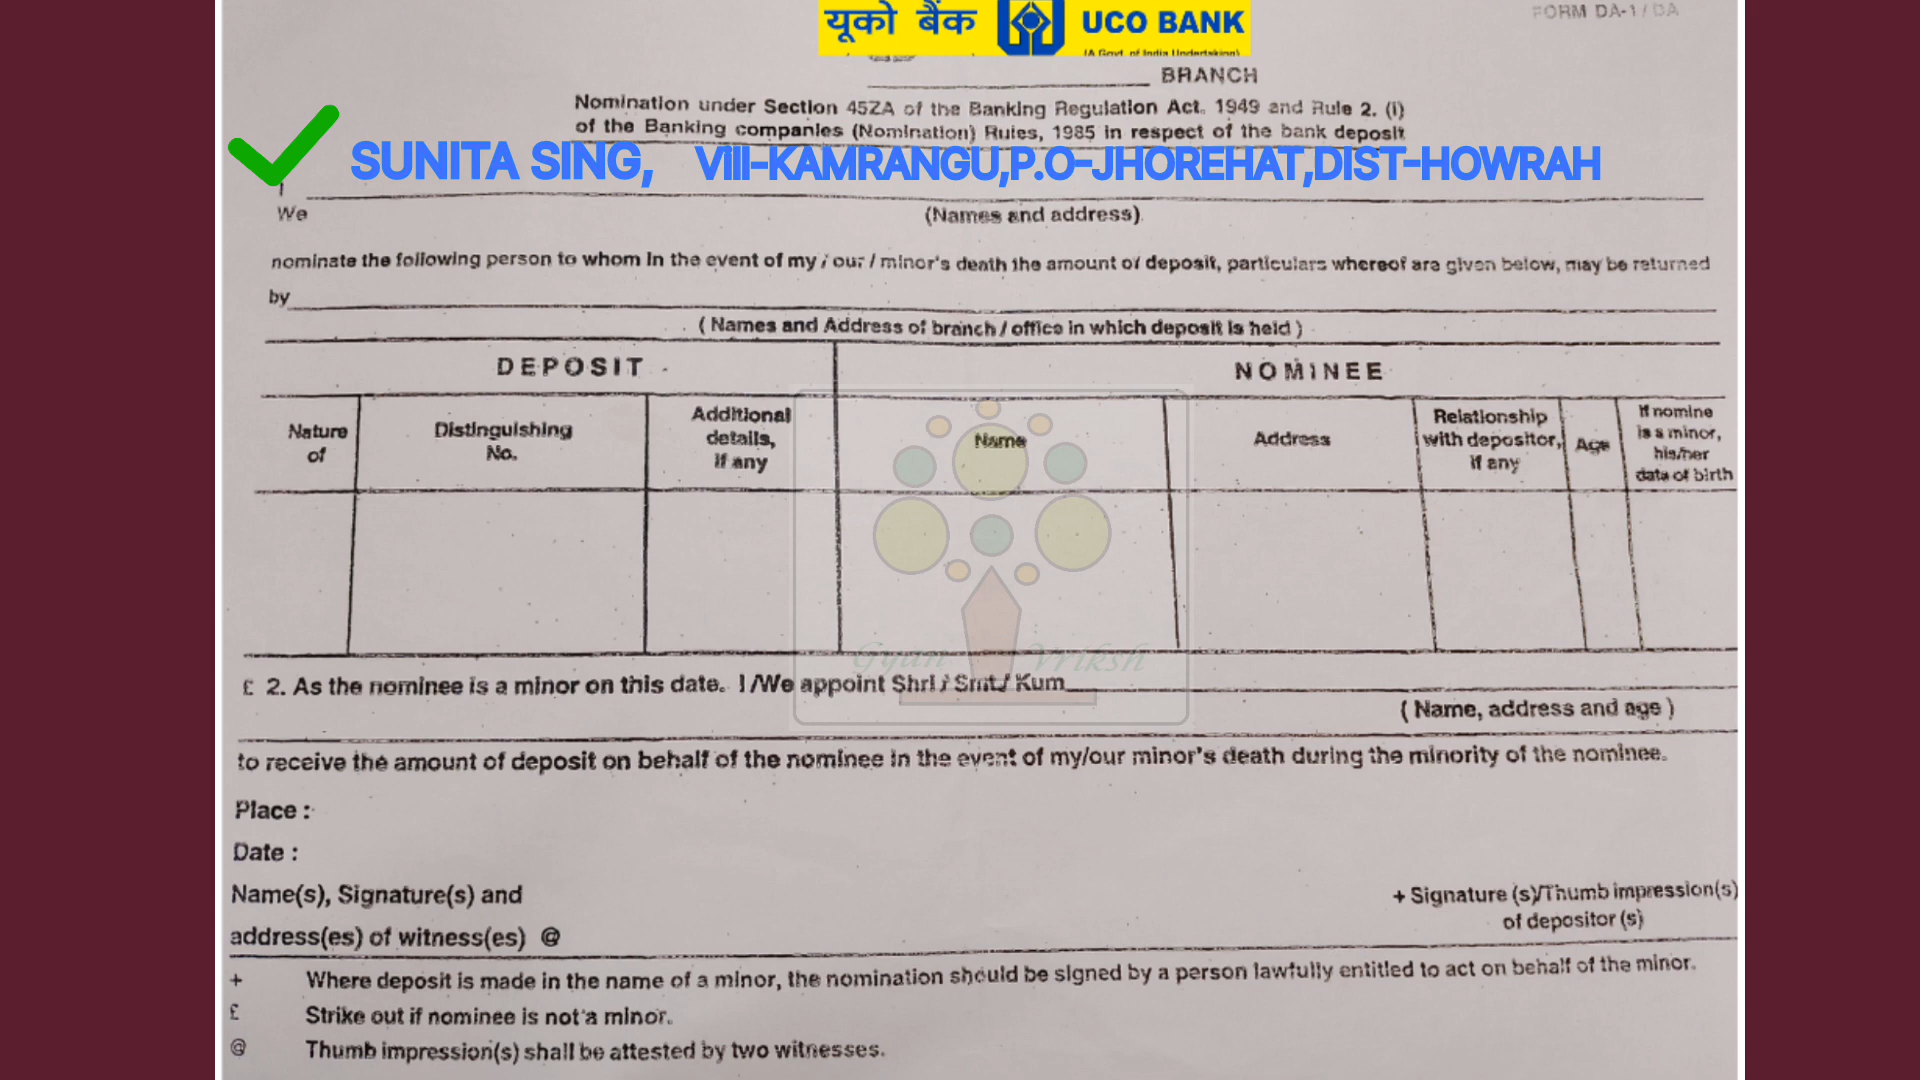 FORM DA-1 / DA
यूको बैंक UCO BANK
(A Govt. of India Undertaking)
BRANCH
Nomination under Section 45ZA of the Banking Regulation Act. 1949 and Rule 2. (i)
of the Banking companies (Nomination) Rules, 1985 in respect of the bank deposit
SUNITA SING, VIll-KAMRANGU,P.O-JHOREHAT,DIST-HOWRAH
I
We
(Names and address)
nominate the following person to whom in the event of my / our / minor's death the amount of deposit, particulars whereof are given below, may be returned
by
( Names and Address of branch / office in which deposit is held )
DEPOSIT NOMINEE
Nature of
Distinguishing No.
Additional details, if any
Name
Address
Relationship with depositor, if any
Age
If nomine is a minor, his/her date of birth
Gyan Vriksh
£ 2. As the nominee is a minor on this date. I /We appoint Shri / Smt / Kum
( Name, address and age )
to receive the amount of deposit on behalf of the nominee in the event of my/our minor's death during the minority of the nominee.
Place :
Date :
Name(s), Signature(s) and
address(es) of witness(es) @
+ Signature (s)/Thumb impression(s)
of depositor (s)
+ Where deposit is made in the name of a minor, the nomination should be signed by a person lawfully entitled to act on behalf of the minor.
£ Strike out if nominee is not a minor.
@ Thumb impression(s) shall be attested by two witnesses.